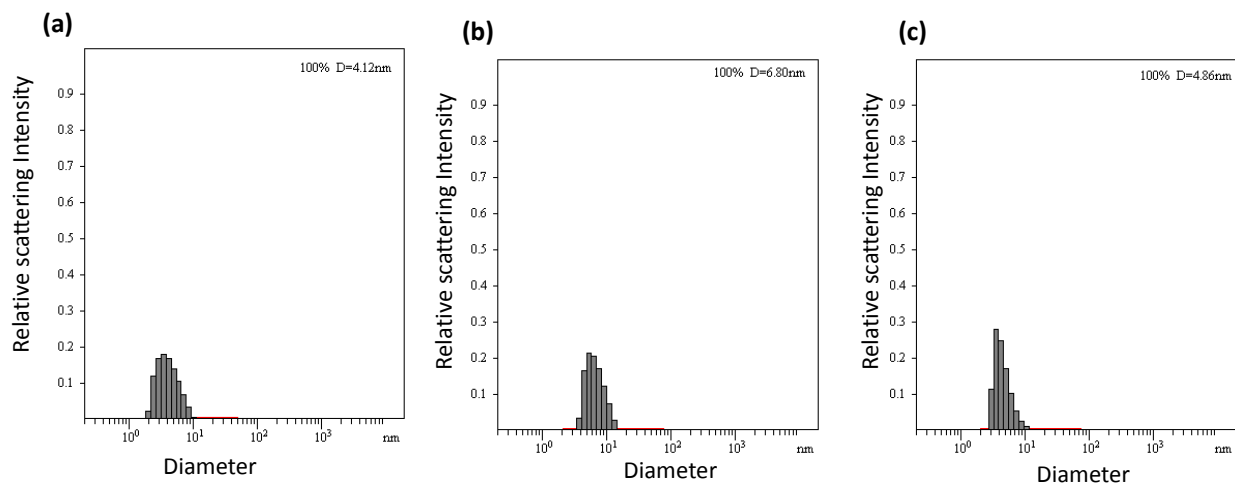 (a)
100% D=4.12nm
Relative scattering Intensity
0.9
0.8
0.7
0.6
0.5
0.4
0.3
0.2
0.1
10⁰ 10¹ 10² 10³ nm
Diameter
(b)
100% D=6.80nm
Relative scattering Intensity
0.9
0.8
0.7
0.6
0.5
0.4
0.3
0.2
0.1
10⁰ 10¹ 10² 10³ nm
Diameter
(c)
100% D=4.86nm
Relative scattering Intensity
0.9
0.8
0.7
0.6
0.5
0.4
0.3
0.2
0.1
10⁰ 10¹ 10² 10³ nm
Diameter